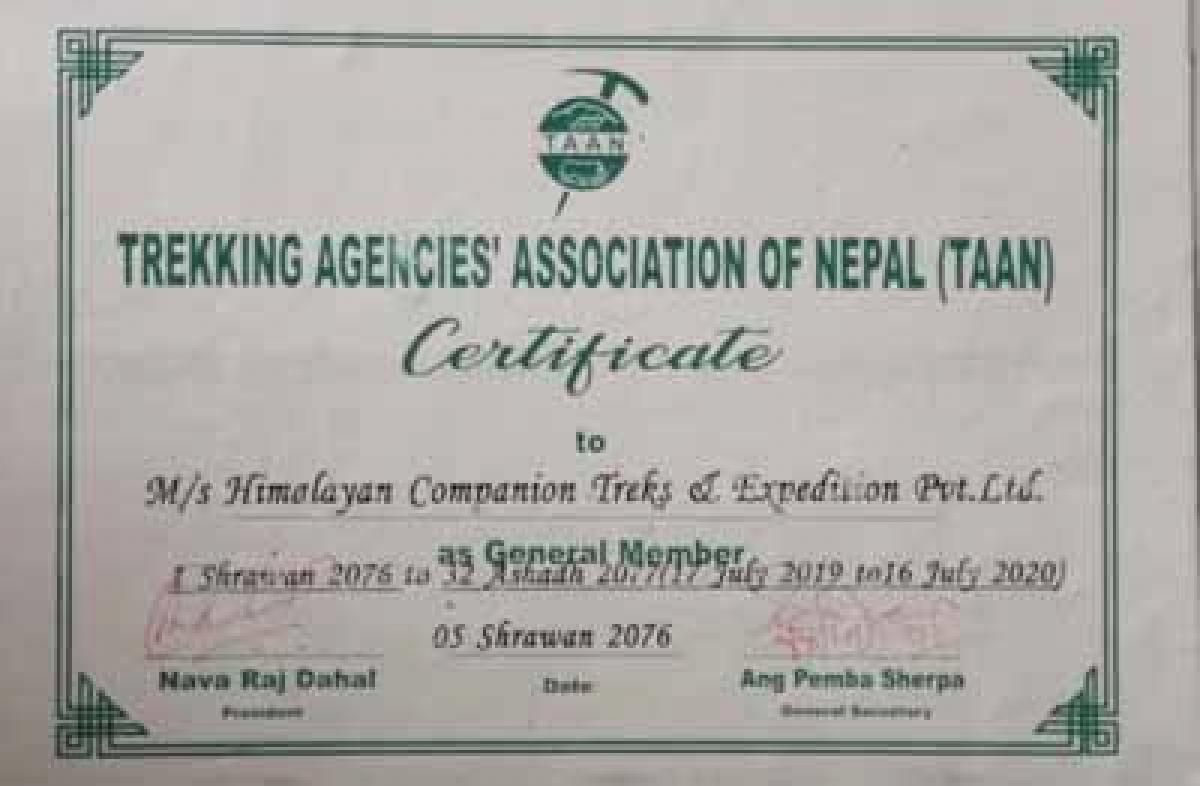 TAAN
TREKKING AGENCIES' ASSOCIATION OF NEPAL (TAAN)
Certificate
to
M/s Himalayan Companion Treks & Expedition Pvt.Ltd.
as General Member
1 Shrawan 2076 to 32 Ashadh 2077(17 July 2019 to16 July 2020)
05 Shrawan 2076
Nava Raj Dahal Date Ang Pemba Sherpa
President General Secretary